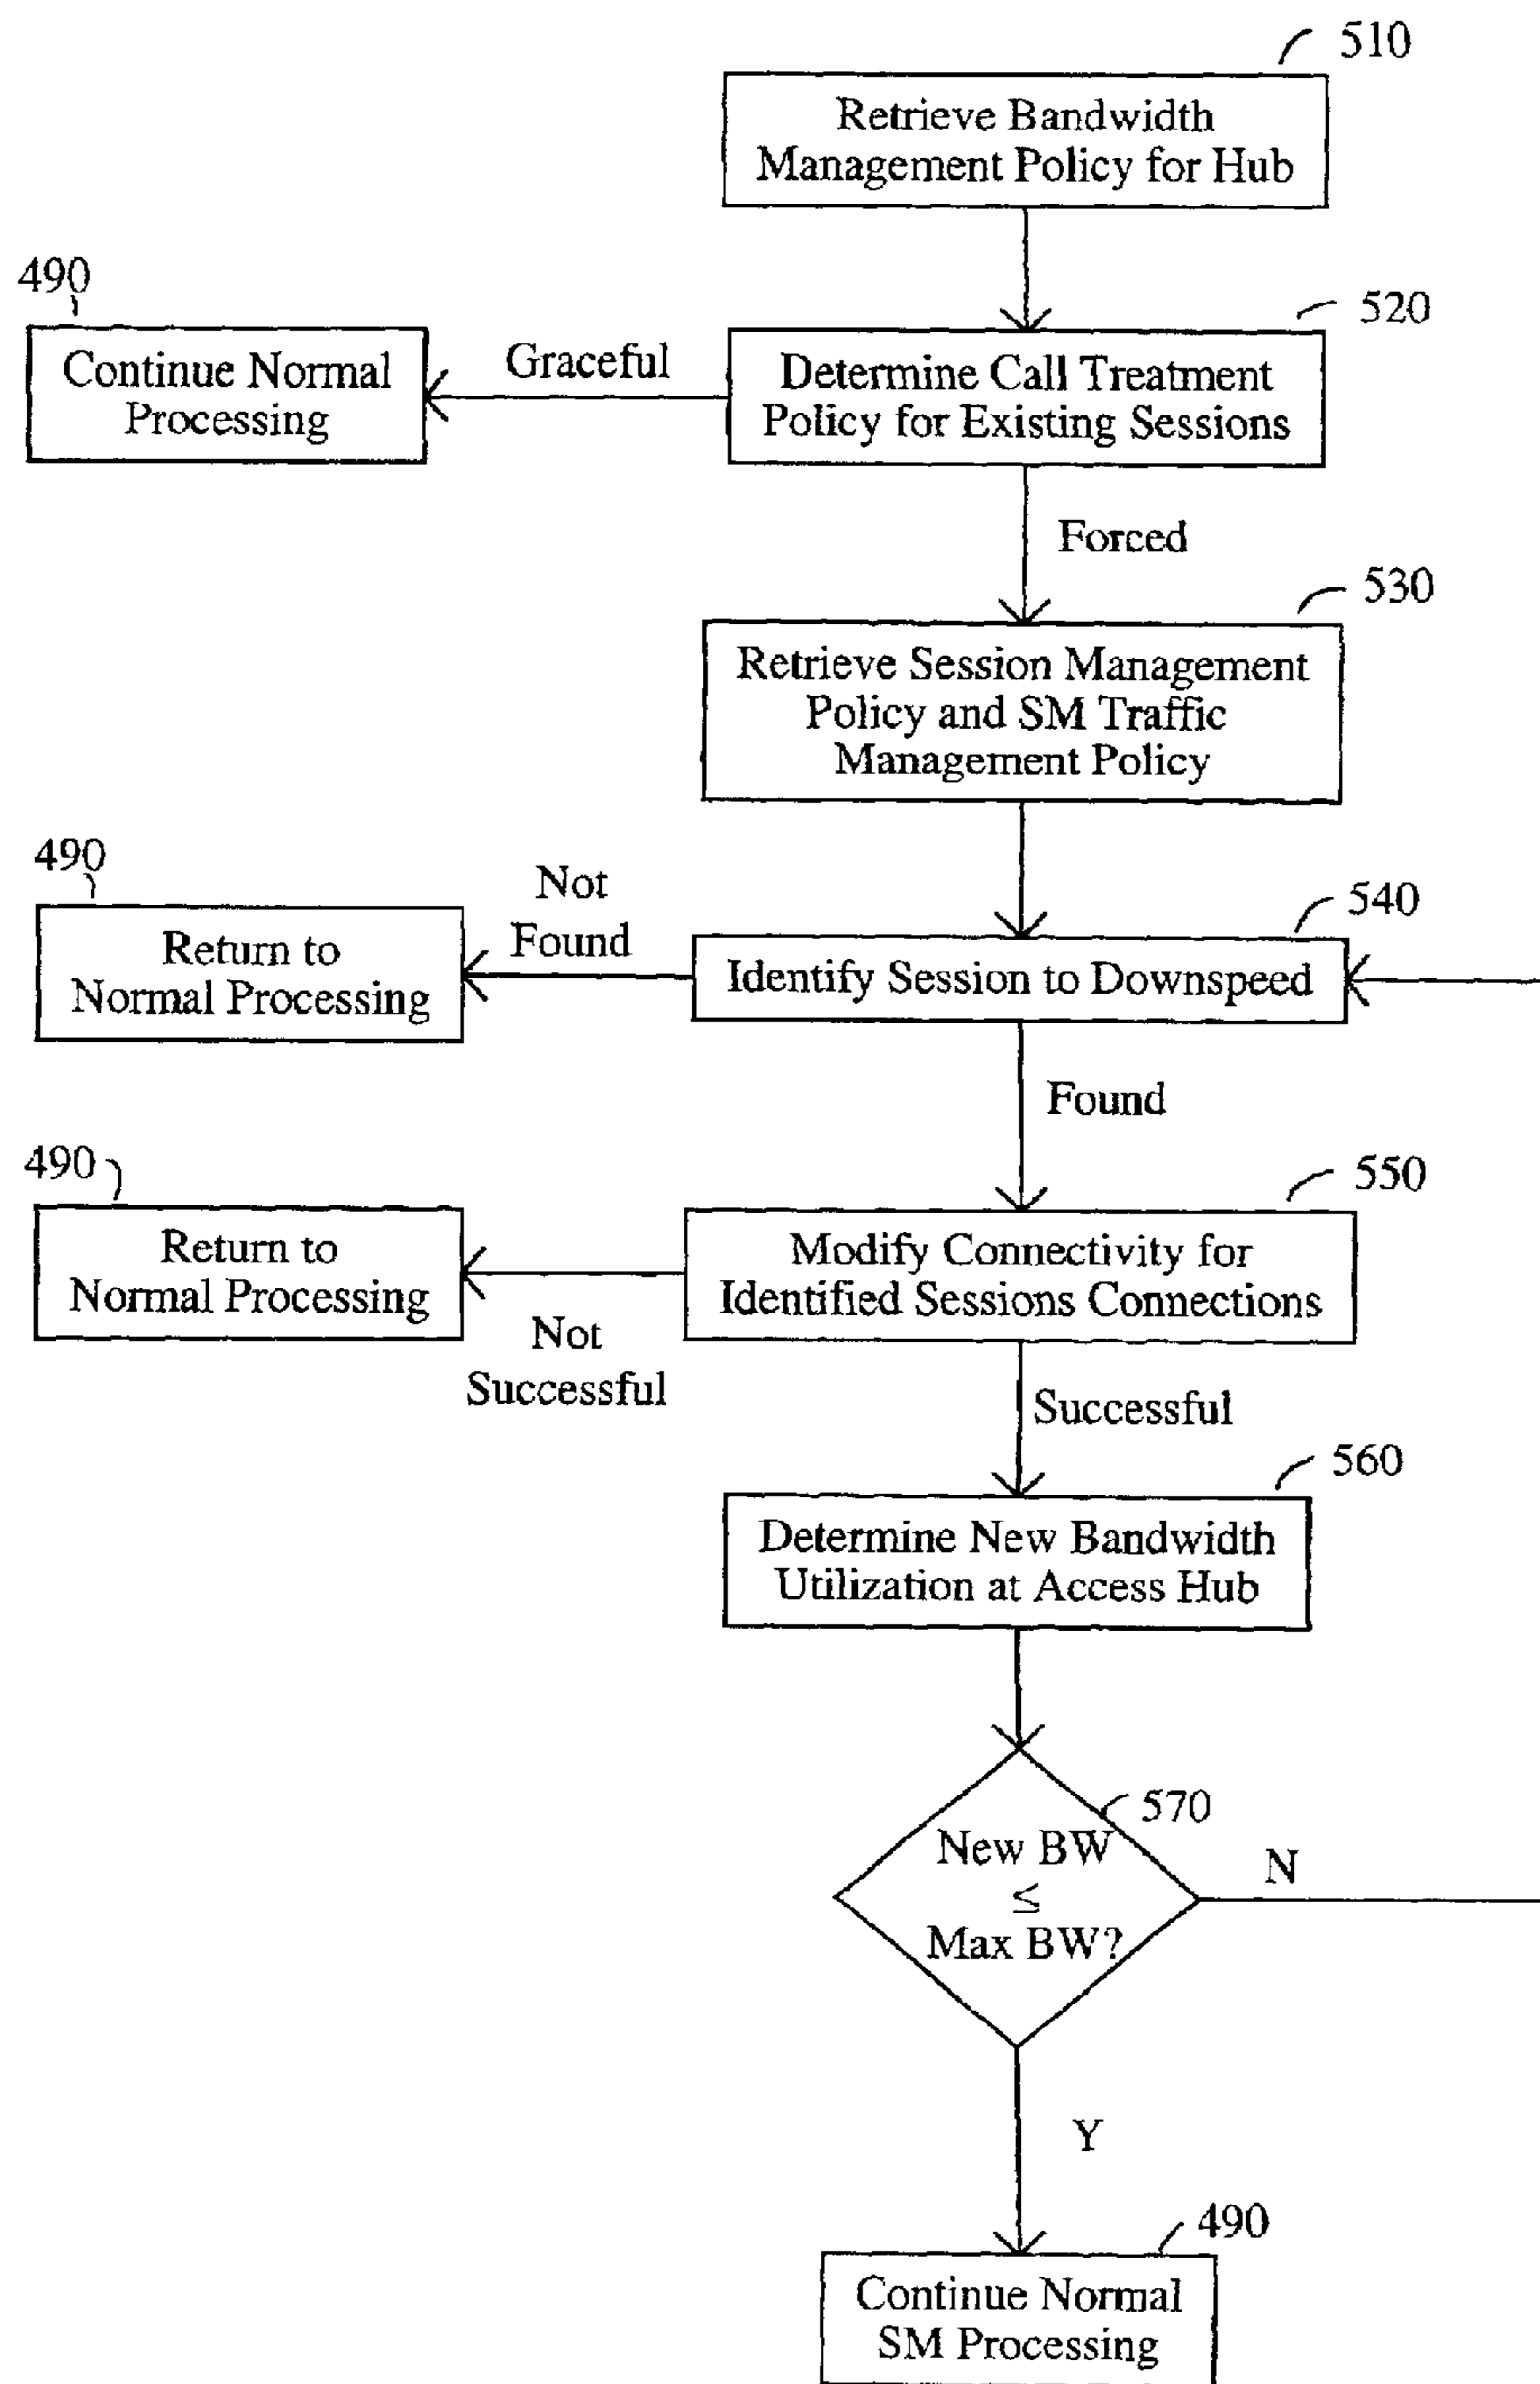 510
Retrieve Bandwidth
Management Policy for Hub
490
Continue Normal
Processing
Graceful
520
Determine Call Treatment
Policy for Existing Sessions
Forced
530
Retrieve Session Management
Policy and SM Traffic
Management Policy
490
Return to
Normal Processing
Not
Found
540
Identify Session to Downspeed
Found
490
Return to
Normal Processing
Not
Successful
550
Modify Connectivity for
Identified Sessions Connections
Successful
560
Determine New Bandwidth
Utilization at Access Hub
570
New BW
≤
Max BW?
N
Y
490
Continue Normal
SM Processing